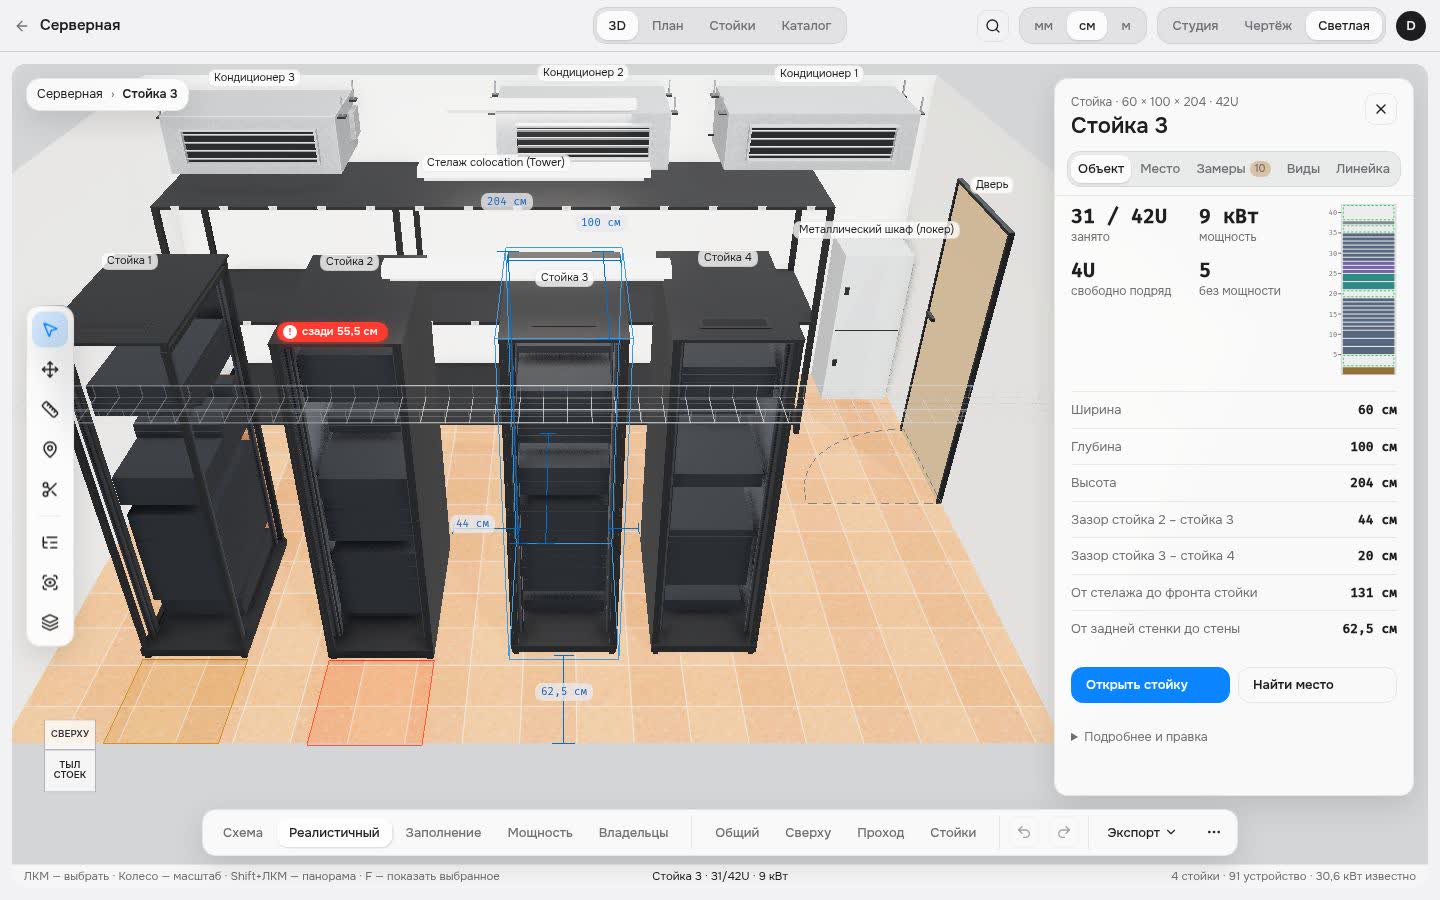 Серверная
3D План Стойки Каталог
мм см м
Студия Чертёж Светлая
D
Кондиционер 3
Кондиционер 2
Кондиционер 1
Серверная › Стойка 3
Стелаж colocation (Tower)
Дверь
204 см
100 см
Металлический шкаф (локер)
Стойка 1
Стойка 2
Стойка 3
Стойка 4
! сзади 55,5 см
44 см
62,5 см
СВЕРХУ
ТЫЛ
СТОЕК
Стойка · 60 × 100 × 204 · 42U
Стойка 3
Объект Место Замеры 10 Виды Линейка
31 / 42U 9 кВт
занято мощность
4U 5
свободно подряд без мощности
40
35
30
25
20
15
10
5
Ширина 60 см
Глубина 100 см
Высота 204 см
Зазор стойка 2 – стойка 3 44 см
Зазор стойка 3 – стойка 4 20 см
От стелажа до фронта стойки 131 см
От задней стенки до стены 62,5 см
Открыть стойку Найти место
Подробнее и правка
Схема Реалистичный Заполнение Мощность Владельцы Общий Сверху Проход Стойки Экспорт
ЛКМ — выбрать · Колесо — масштаб · Shift+ЛКМ — панорама · F — показать выбранное
Стойка 3 · 31/42U · 9 кВт
4 стойки · 91 устройство · 30,6 кВт известно